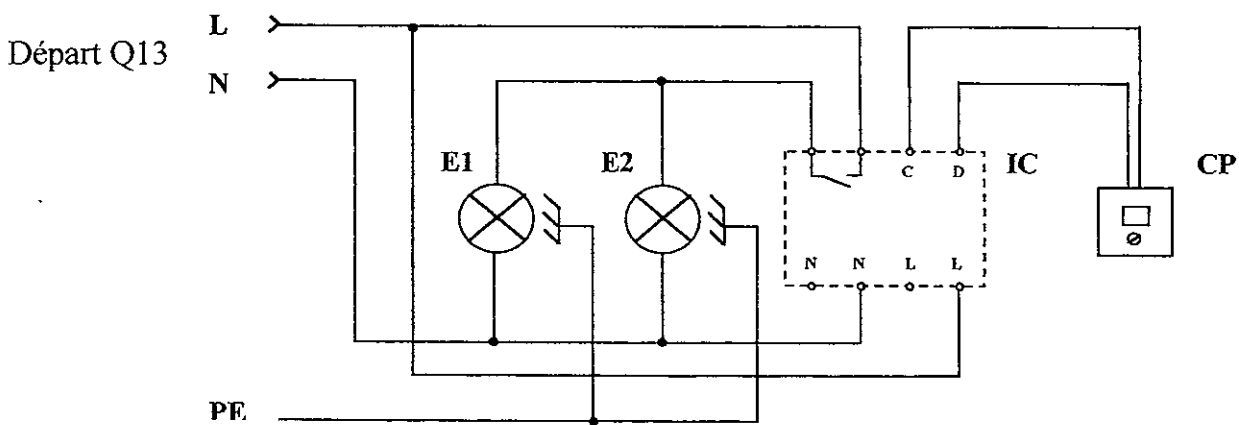 L
Départ Q13
N
E1
E2
C D
IC
CP
N N L L
PE